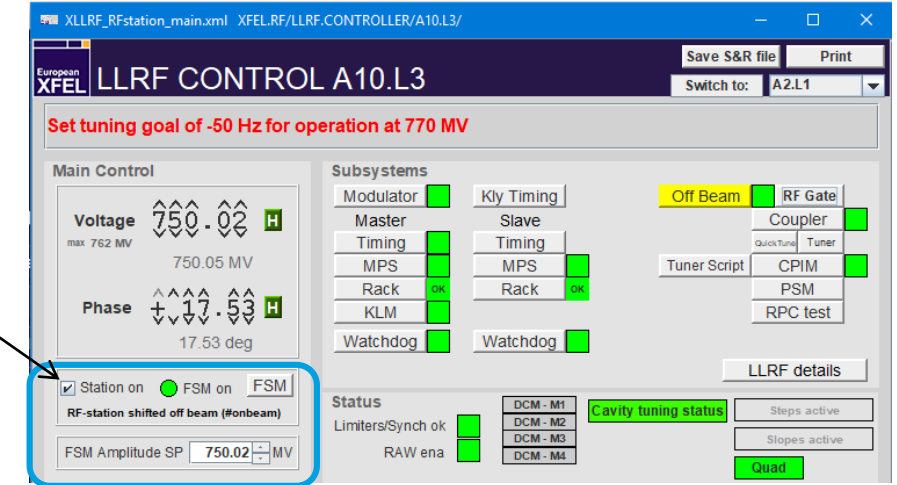 XLLRF_RFstation_main.xml XFEL.RF/LLRF.CONTROLLER/A10.L3/
European
XFEL
LLRF CONTROL A10.L3
Save S&R file
Print
Switch to:
A2.L1
Set tuning goal of -50 Hz for operation at 770 MV
Main Control
Voltage
max 762 MV
750.02
H
750.05 MV
Phase
+ 17.53
H
17.53 deg
Station on
FSM on
FSM
RF-station shifted off beam (#onbeam)
FSM Amplitude SP
750.02
MV
Subsystems
Modulator
Kly Timing
Off Beam
RF Gate
Master
Slave
Coupler
Timing
Timing
QuickTune
Tuner
MPS
MPS
Tuner Script
CPIM
Rack
OK
Rack
OK
PSM
KLM
RPC test
Watchdog
Watchdog
LLRF details
Status
Limiters/Synch ok
RAW ena
DCM - M1
DCM - M2
DCM - M3
DCM - M4
Cavity tuning status
Steps active
Slopes active
Quad